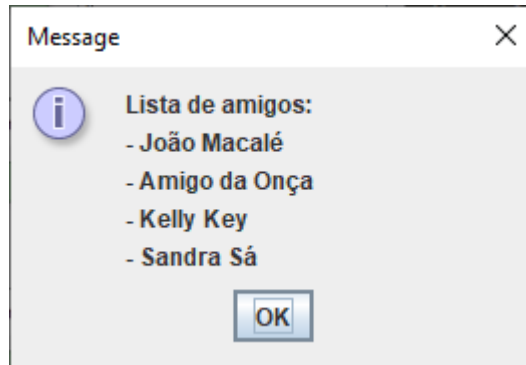 Message
Lista de amigos:
- João Macalé
- Amigo da Onça
- Kelly Key
- Sandra Sá
OK